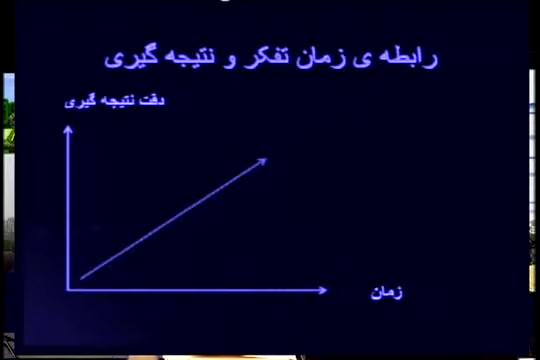 رابطه ی زمان تفکر و نتیجه گیری
دقت نتیجه گیری
زمان